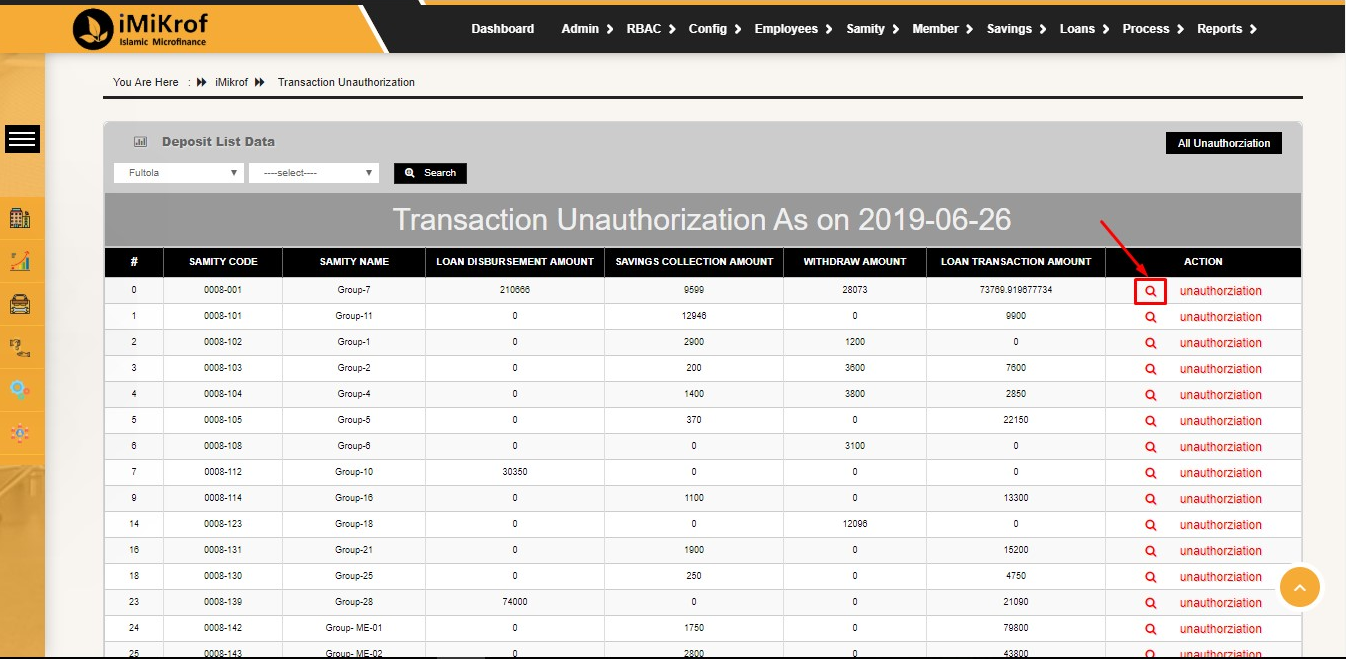 iMiKrof
Islamic Microfinance
Dashboard Admin RBAC Config Employees Samity Member Savings Loans Process Reports
You Are Here : iMikrof Transaction Unauthorization
Deposit List Data
All Unauthorziation
Fultola ----select---- Search
Transaction Unauthorization As on 2019-06-26
# SAMITY CODE SAMITY NAME LOAN DISBURSEMENT AMOUNT SAVINGS COLLECTION AMOUNT WITHDRAW AMOUNT LOAN TRANSACTION AMOUNT ACTION
0 0008-001 Group-7 210666 9599 28073 73769.919677734 unauthorziation
1 0008-101 Group-11 0 12946 0 9900 unauthorziation
2 0008-102 Group-1 0 2900 1200 0 unauthorziation
3 0008-103 Group-2 0 200 3600 7600 unauthorziation
4 0008-104 Group-4 0 1400 3800 2850 unauthorziation
5 0008-105 Group-5 0 370 0 22150 unauthorziation
6 0008-108 Group-6 0 0 3100 0 unauthorziation
7 0008-112 Group-10 30350 0 0 0 unauthorziation
9 0008-114 Group-16 0 1100 0 13300 unauthorziation
14 0008-123 Group-18 0 0 12096 0 unauthorziation
16 0008-131 Group-21 0 1900 0 15200 unauthorziation
18 0008-130 Group-25 0 250 0 4750 unauthorziation
23 0008-139 Group-28 74000 0 0 21090 unauthorziation
24 0008-142 Group- ME-01 0 1750 0 79800 unauthorziation
25 0008-143 Group- ME-02 0 2800 0 43800 unauthorziation